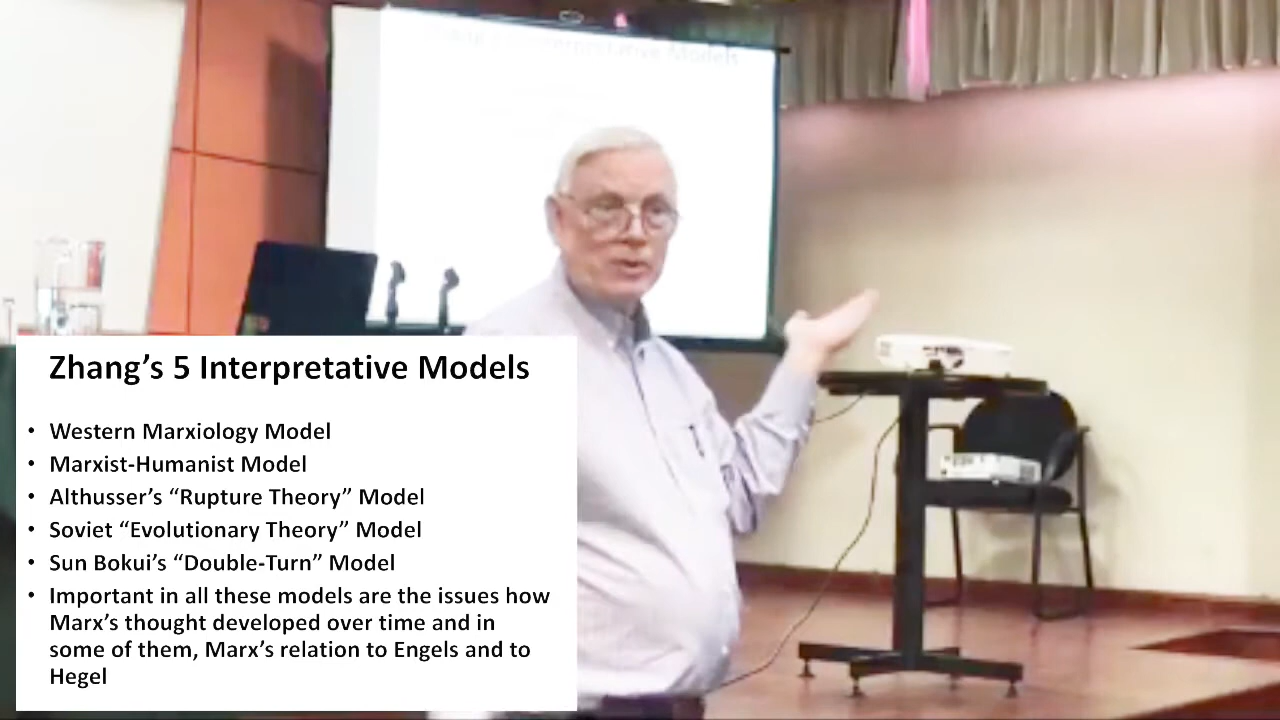 Interpretative Models
Zhang’s 5 Interpretative Models
• Western Marxiology Model
• Marxist-Humanist Model
• Althusser’s “Rupture Theory” Model
• Soviet “Evolutionary Theory” Model
• Sun Bokui’s “Double-Turn” Model
• Important in all these models are the issues how
Marx’s thought developed over time and in
some of them, Marx’s relation to Engels and to
Hegel